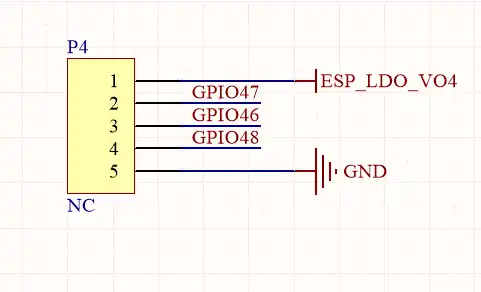 P4
1 ESP_LDO_VO4
2 GPIO47
3 GPIO46
4 GPIO48
5 GND
NC